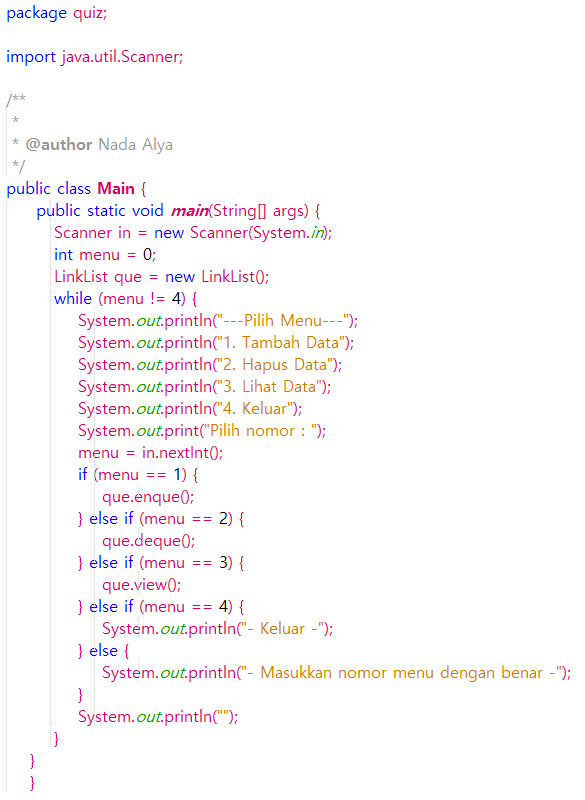 package quiz;
import java.util.Scanner;
/**
*
* @author Nada Alya
*/
public class Main {
public static void main(String[] args) {
Scanner in = new Scanner(System.in);
int menu = 0;
LinkList que = new LinkList();
while (menu != 4) {
System.out.println("---Pilih Menu---");
System.out.println("1. Tambah Data");
System.out.println("2. Hapus Data");
System.out.println("3. Lihat Data");
System.out.println("4. Keluar");
System.out.print("Pilih nomor : ");
menu = in.nextInt();
if (menu == 1) {
que.enque();
} else if (menu == 2) {
que.deque();
} else if (menu == 3) {
que.view();
} else if (menu == 4) {
System.out.println("- Keluar -");
} else {
System.out.println("- Masukkan nomor menu dengan benar -");
}
System.out.println("");
}
}
}